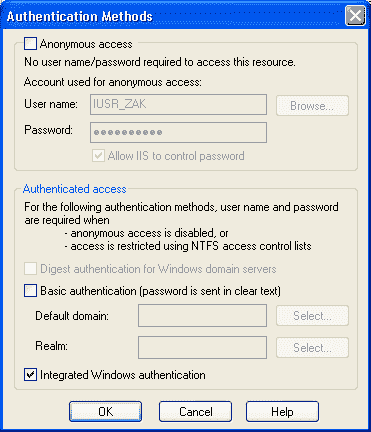 Authentication Methods
Anonymous access
No user name/password required to access this resource.
Account used for anonymous access:
User name: IUSR_ZAK Browse...
Password: ●●●●●●●●●●
Allow IIS to control password
Authenticated access
For the following authentication methods, user name and password
are required when
- anonymous access is disabled, or
- access is restricted using NTFS access control lists
Digest authentication for Windows domain servers
Basic authentication (password is sent in clear text)
Default domain: Select...
Realm: Select...
Integrated Windows authentication
OK Cancel Help